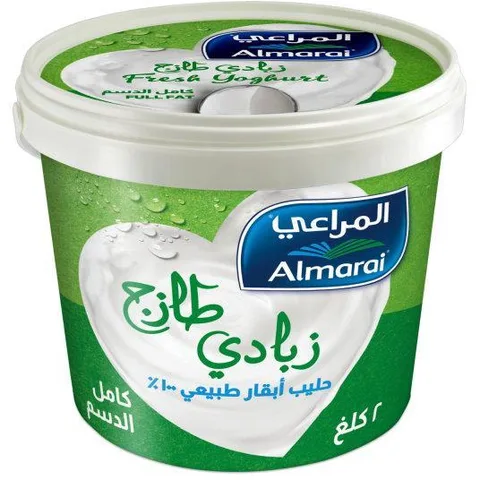 المراعي
Almarai
زبادي طازج
Fresh Yoghurt
كامل الدسم
FULL FAT
المراعي
Almarai
زبادي طازج
حليب أبقار طبيعي ١٠٠٪
كامل
الدسم
٢ كلغ